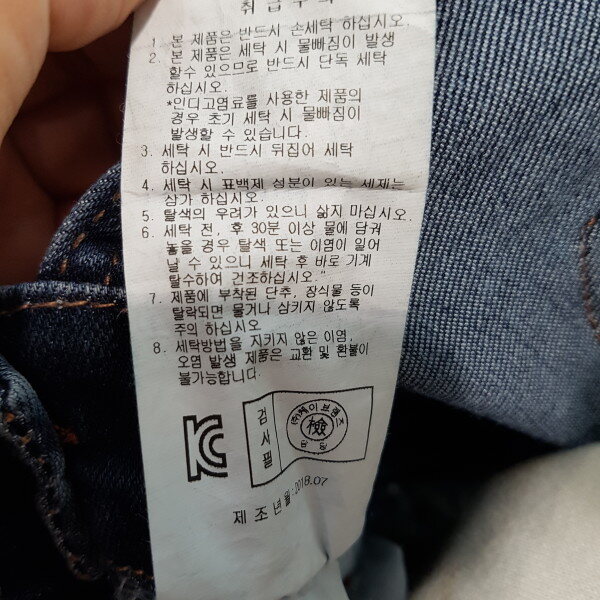 취급주의
1. 본 제품은 반드시 손세탁 하십시오.
2. 본 제품은 세탁 시 물빠짐이 발생
할수 있으므로 반드시 단독 세탁
하십시오.
*인디고염료를 사용한 제품의
경우 초기 세탁 시 물빠짐이
발생할 수 있습니다.
3. 세탁 시 반드시 뒤집어 세탁
하십시오.
4. 세탁 시 표백제 성분이 있는 세제는
삼가 하십시오.
5. 탈색의 우려가 있으니 삶지 마십시오.
6. 세탁 전, 후 30분 이상 물에 담궈
놓을 경우 탈색 또는 이염이 일어
날 수 있으니 세탁 후 바로 기계
탈수하여 건조하십시오."
7. 제품에 부착된 단추, 장식물 등이
탈락되면 물거나 삼키지 않도록
주의 하십시오
8. 세탁방법을 지키지 않은 이염,
오염 발생 제품은 교환 및 환불이
불가능합니다.
검사필
檢
제조년월:2018.07